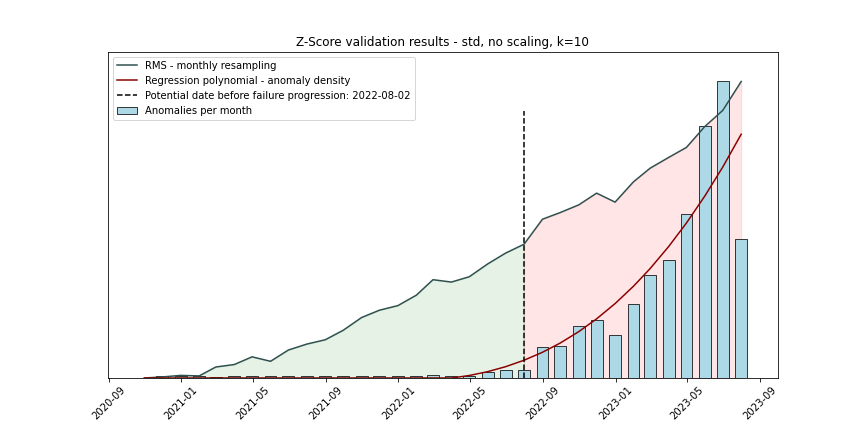 Z-Score validation results - std, no scaling, k=10
RMS - monthly resampling
Regression polynomial - anomaly density
Potential date before failure progression: 2022-08-02
Anomalies per month
2020-09
2021-01
2021-05
2021-09
2022-01
2022-05
2022-09
2023-01
2023-05
2023-09